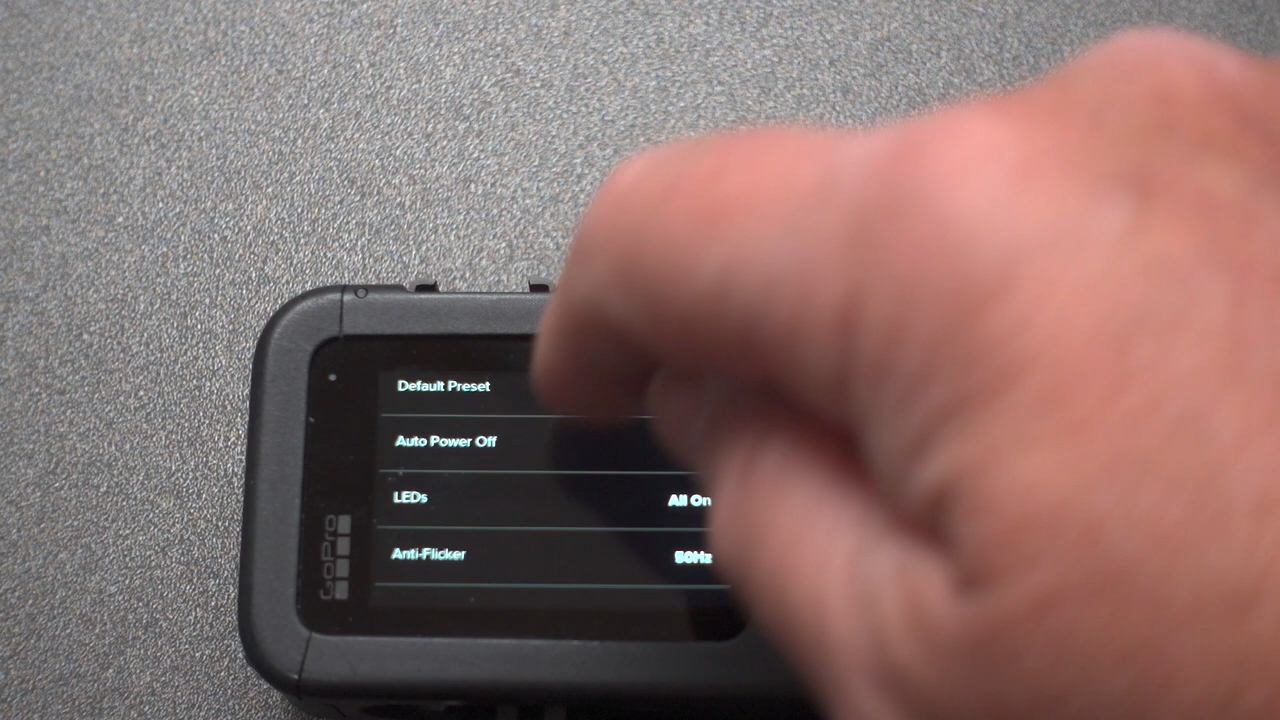 Default Preset
Auto Power Off
LEDs All On
Anti-Flicker 50Hz
GoPro